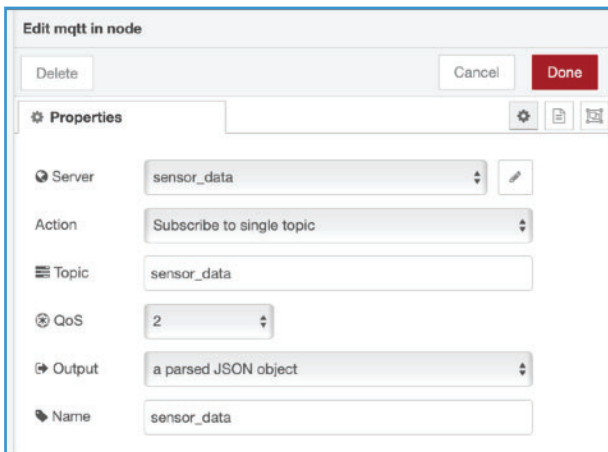 Edit mqtt in node
Delete Cancel Done
Properties
Server sensor_data
Action Subscribe to single topic
Topic sensor_data
QoS 2
Output a parsed JSON object
Name sensor_data